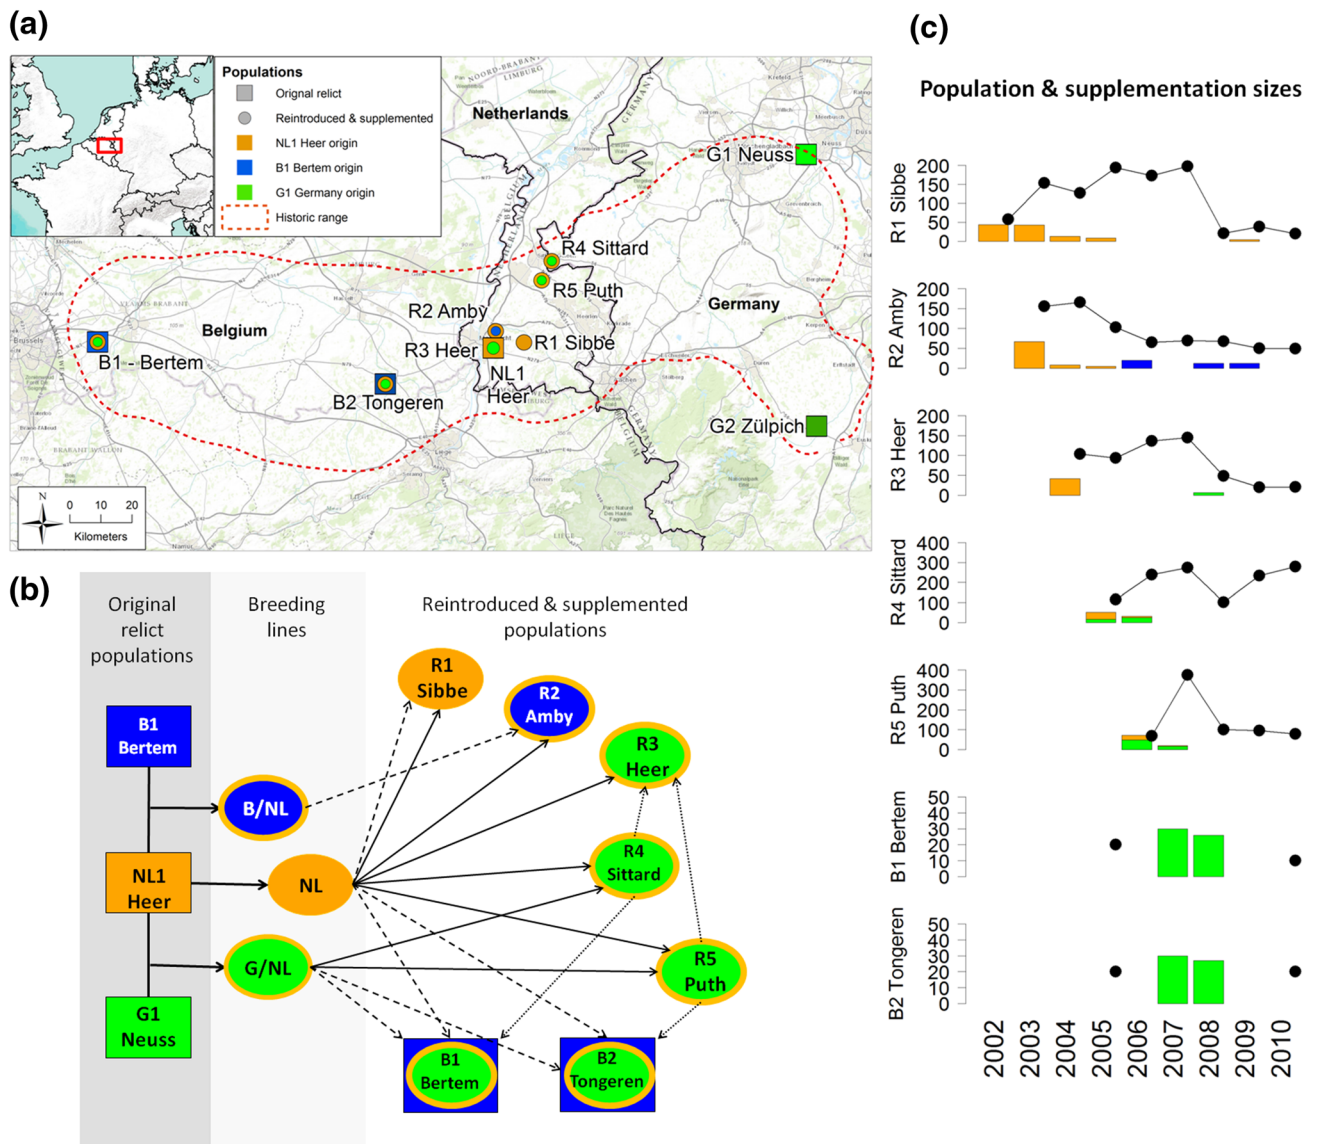 (a)
Populations
Orignal relict
Reintroduced & supplemented
NL1 Heer origin
B1 Bertem origin
G1 Germany origin
Historic range
Netherlands
G1 Neuss
R4 Sittard
R5 Puth
Germany
R2 Amby
Belgium
R3 Heer
R1 Sibbe
B1 - Bertem
NL1
Heer
B2 Tongeren
G2 Zülpich
N
0 10 20
Kilometers
(b)
Original
relict
populations
Breeding
lines
Reintroduced & supplemented
populations
R1
Sibbe
R2
Amby
B1
Bertem
R3
Heer
B/NL
R4
Sittard
NL1
Heer
NL
G/NL
R5
Puth
G1
Neuss
B1
Bertem
B2
Tongeren
(c)
Population & supplementation sizes
R1 Sibbe
200
150
100
50
0
R2 Amby
200
150
100
50
0
R3 Heer
200
150
100
50
0
R4 Sittard
400
300
200
100
0
R5 Puth
400
300
200
100
0
B1 Bertem
50
40
30
20
10
0
B2 Tongeren
50
40
30
20
10
0
2002
2003
2004
2005
2006
2007
2008
2009
2010